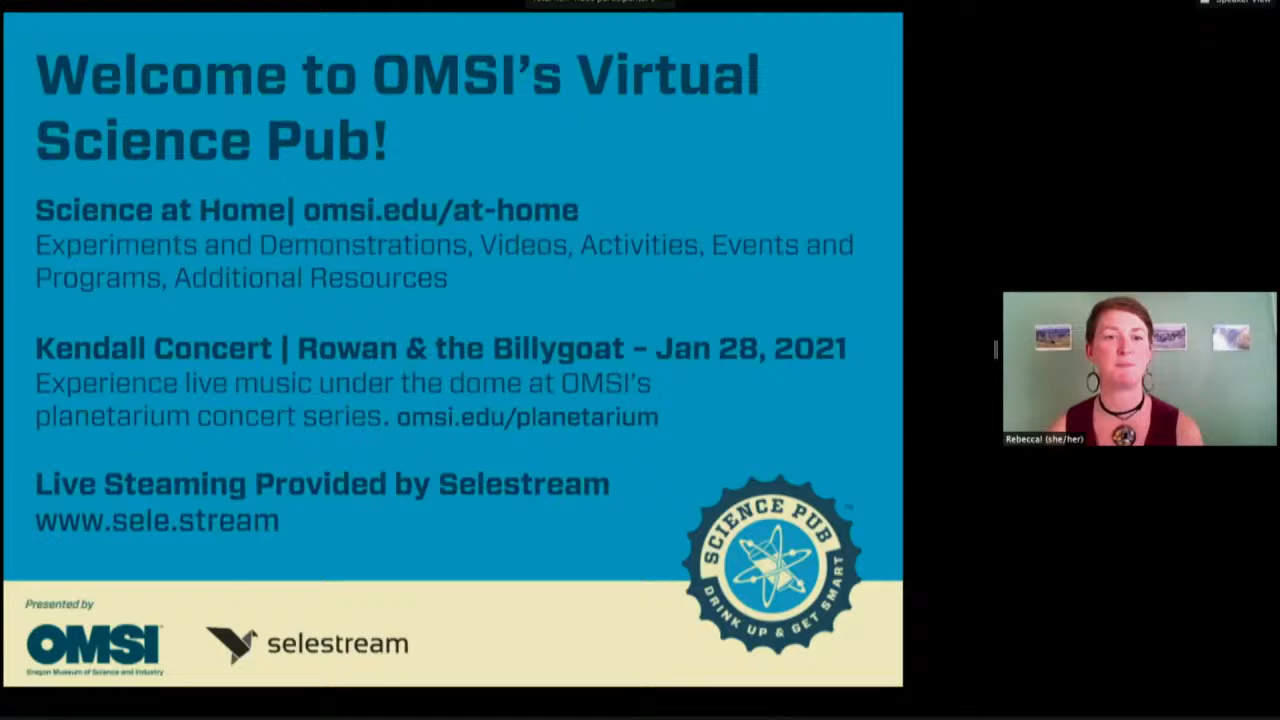 Speaker View
Welcome to OMSI's Virtual
Science Pub!
Science at Home| omsi.edu/at-home
Experiments and Demonstrations, Videos, Activities, Events and
Programs, Additional Resources
Kendall Concert | Rowan & the Billygoat – Jan 28, 2021
Experience live music under the dome at OMSI's
planetarium concert series. omsi.edu/planetarium
Live Steaming Provided by Selestream
www.sele.stream
SCIENCE PUB
DRINK UP & GET SMART
Presented by
OMSI
Oregon Museum of Science and Industry
selestream
Rebecca! (she/her)